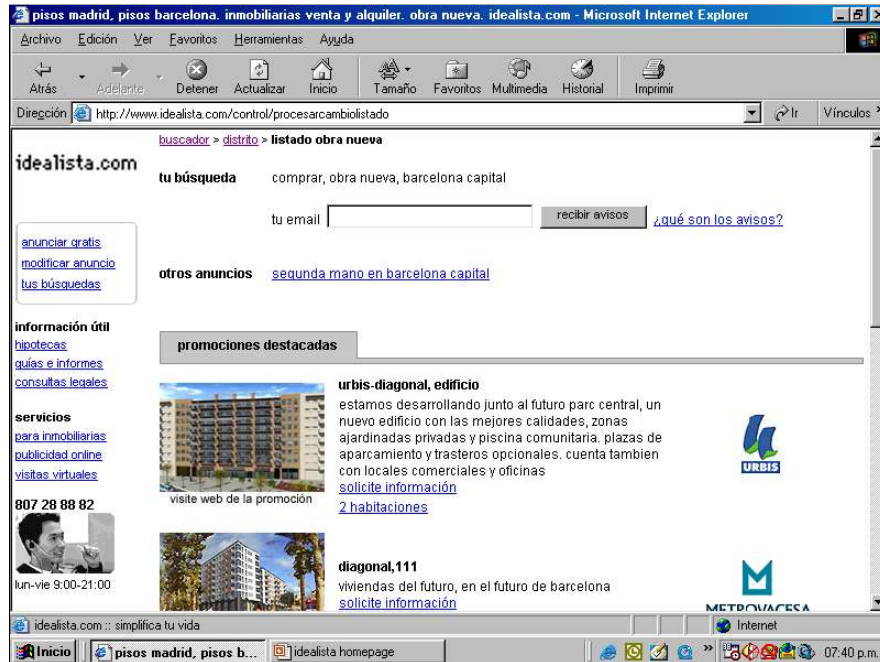 pisos madrid, pisos barcelona. inmobiliarias venta y alquiler. obra nueva. idealista.com - Microsoft Internet Explorer
Archivo Edición Ver Favoritos Herramientas Ayuda
Atrás Adelante Detener Actualizar Inicio Tamaño Favoritos Multimedia Historial Imprimir
Dirección http://www.idealista.com/control/procesarcambiolistado Ir Vínculos »
buscador > distrito > listado obra nueva
idealista.com
tu búsqueda comprar, obra nueva, barcelona capital
tu email recibir avisos ¿qué son los avisos?
anunciar gratis
modificar anuncio
tus búsquedas
otros anuncios segunda mano en barcelona capital
información útil
hipotecas
guías e informes
consultas legales
servicios
para inmobiliarias
publicidad online
visitas virtuales
807 28 88 82
lun-vie 9:00-21:00
promociones destacadas
visite web de la promoción
urbis-diagonal, edificio
estamos desarrollando junto al futuro parc central, un
nuevo edificio con las mejores calidades, zonas
ajardinadas privadas y piscina comunitaria. plazas de
aparcamiento y trasteros opcionales. cuenta tambien
con locales comerciales y oficinas
solicite información
2 habitaciones
URBIS
diagonal,111
viviendas del futuro, en el futuro de barcelona
solicite información
METROVACESA
idealista.com :: simplifica tu vida Internet
Inicio pisos madrid, pisos b... idealista homepage » 07:40 p.m.